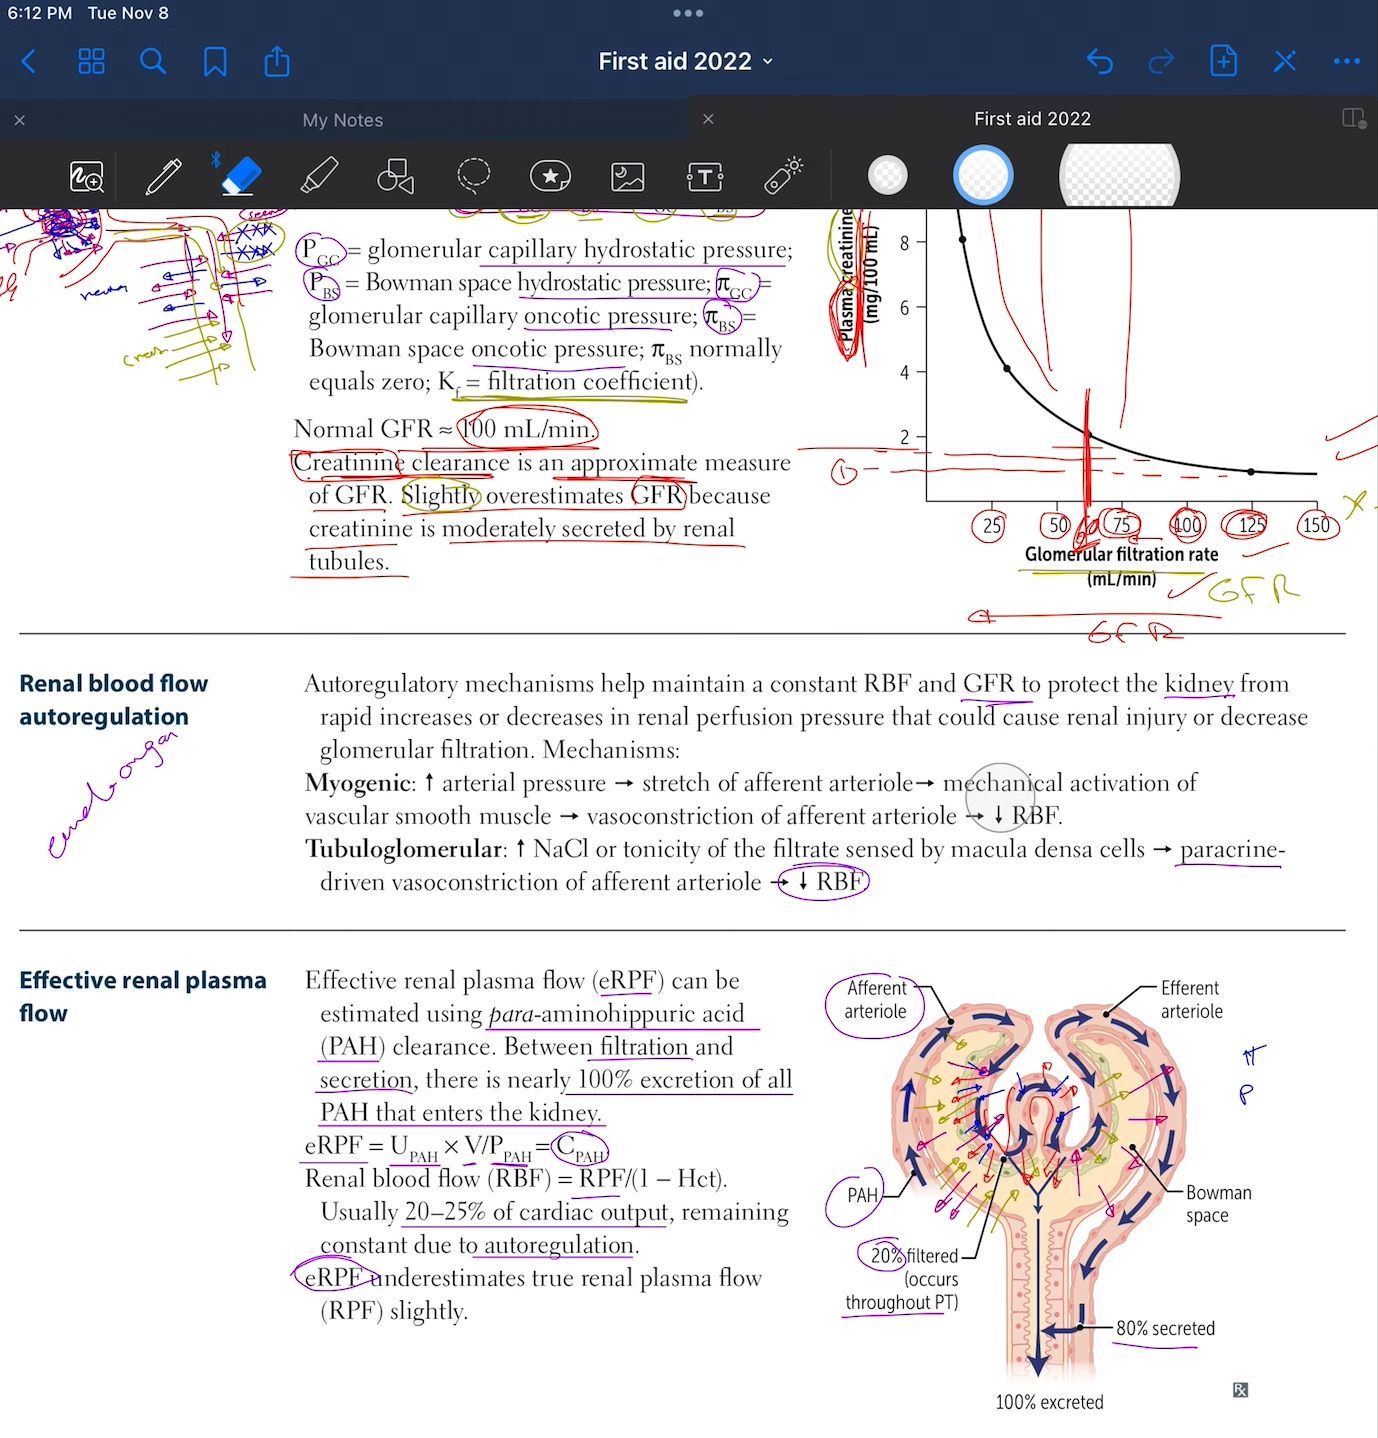 6:12 PM Tue Nov 8
First aid 2022
My Notes
First aid 2022
P GC = glomerular capillary hydrostatic pressure;
P BS = Bowman space hydrostatic pressure; π GC =
glomerular capillary oncotic pressure; π BS =
Bowman space oncotic pressure; π BS normally
equals zero; K f = filtration coefficient).
Normal GFR ≈ 100 mL/min.
Creatinine clearance is an approximate measure
of GFR. Slightly overestimates GFR because
creatinine is moderately secreted by renal
tubules.
Plasma creatinine
(mg/100 mL)
8
6
4
2
25 50 60 75 100 125 150
Glomerular filtration rate
(mL/min)
GFR
GFR
Renal blood flow
autoregulation
Autoregulatory mechanisms help maintain a constant RBF and GFR to protect the kidney from
rapid increases or decreases in renal perfusion pressure that could cause renal injury or decrease
glomerular filtration. Mechanisms:
Myogenic: ↑ arterial pressure → stretch of afferent arteriole→ mechanical activation of
vascular smooth muscle → vasoconstriction of afferent arteriole → ↓ RBF.
Tubuloglomerular: ↑ NaCl or tonicity of the filtrate sensed by macula densa cells → paracrine-
driven vasoconstriction of afferent arteriole → ↓ RBF
Effective renal plasma
flow
Effective renal plasma flow (eRPF) can be
estimated using para-aminohippuric acid
(PAH) clearance. Between filtration and
secretion, there is nearly 100% excretion of all
PAH that enters the kidney.
eRPF = U PAH × V/P PAH = C PAH
Renal blood flow (RBF) = RPF/(1 − Hct).
Usually 20–25% of cardiac output, remaining
constant due to autoregulation.
eRPF underestimates true renal plasma flow
(RPF) slightly.
Afferent
arteriole
Efferent
arteriole
π
P
PAH
Bowman
space
20% filtered
(occurs
throughout PT)
80% secreted
100% excreted
Rx